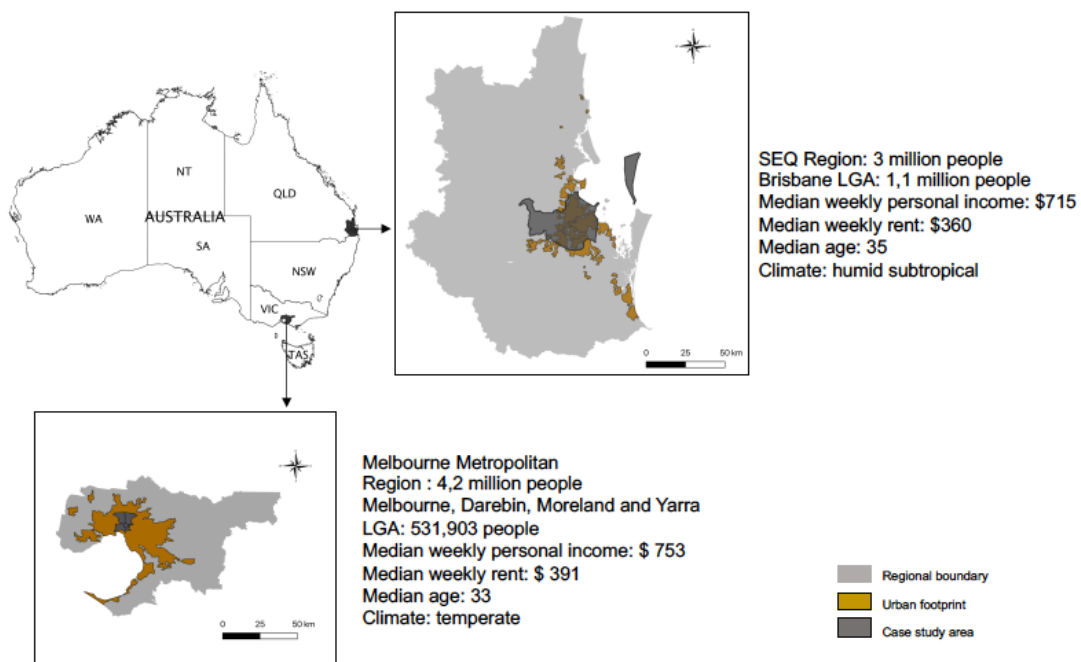 NT
QLD
WA
AUSTRALIA
SA
NSW
VIC
TAS
0 25 50 km
SEQ Region: 3 million people
Brisbane LGA: 1,1 million people
Median weekly personal income: $715
Median weekly rent: $360
Median age: 35
Climate: humid subtropical
0 25 50 km
Melbourne Metropolitan
Region : 4,2 million people
Melbourne, Darebin, Moreland and Yarra
LGA: 531,903 people
Median weekly personal income: $ 753
Median weekly rent: $ 391
Median age: 33
Climate: temperate
Regional boundary
Urban footprint
Case study area